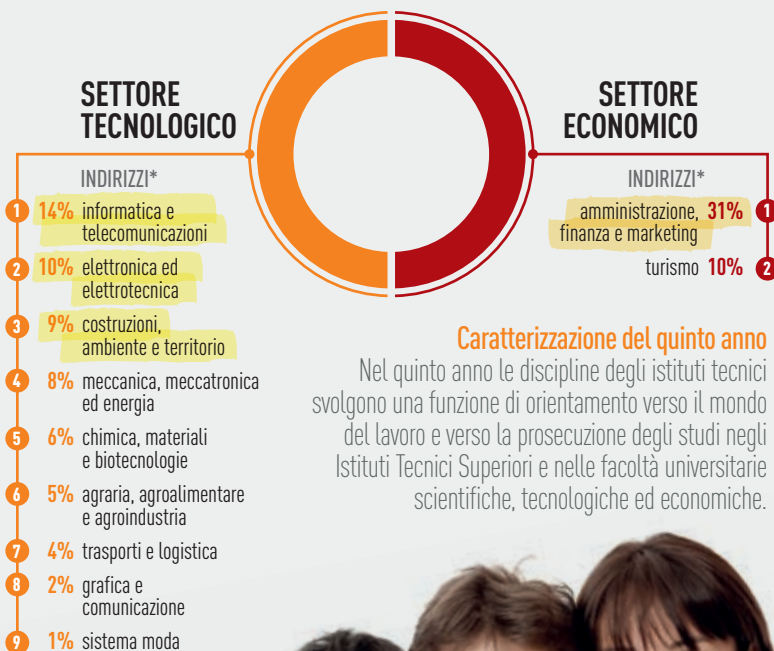 SETTORE
TECNOLOGICO
INDIRIZZI*
1 14% informatica e
telecomunicazioni
2 10% elettronica ed
elettrotecnica
3 9% costruzioni,
ambiente e territorio
4 8% meccanica, meccatronica
ed energia
5 6% chimica, materiali
e biotecnologie
6 5% agraria, agroalimentare
e agroindustria
7 4% trasporti e logistica
8 2% grafica e
comunicazione
9 1% sistema moda
SETTORE
ECONOMICO
INDIRIZZI*
amministrazione, 31% 1
finanza e marketing
turismo 10% 2
Caratterizzazione del quinto anno
Nel quinto anno le discipline degli istituti tecnici
svolgono una funzione di orientamento verso il mondo
del lavoro e verso la prosecuzione degli studi negli
Istituti Tecnici Superiori e nelle facoltà universitarie
scientifiche, tecnologiche ed economiche.